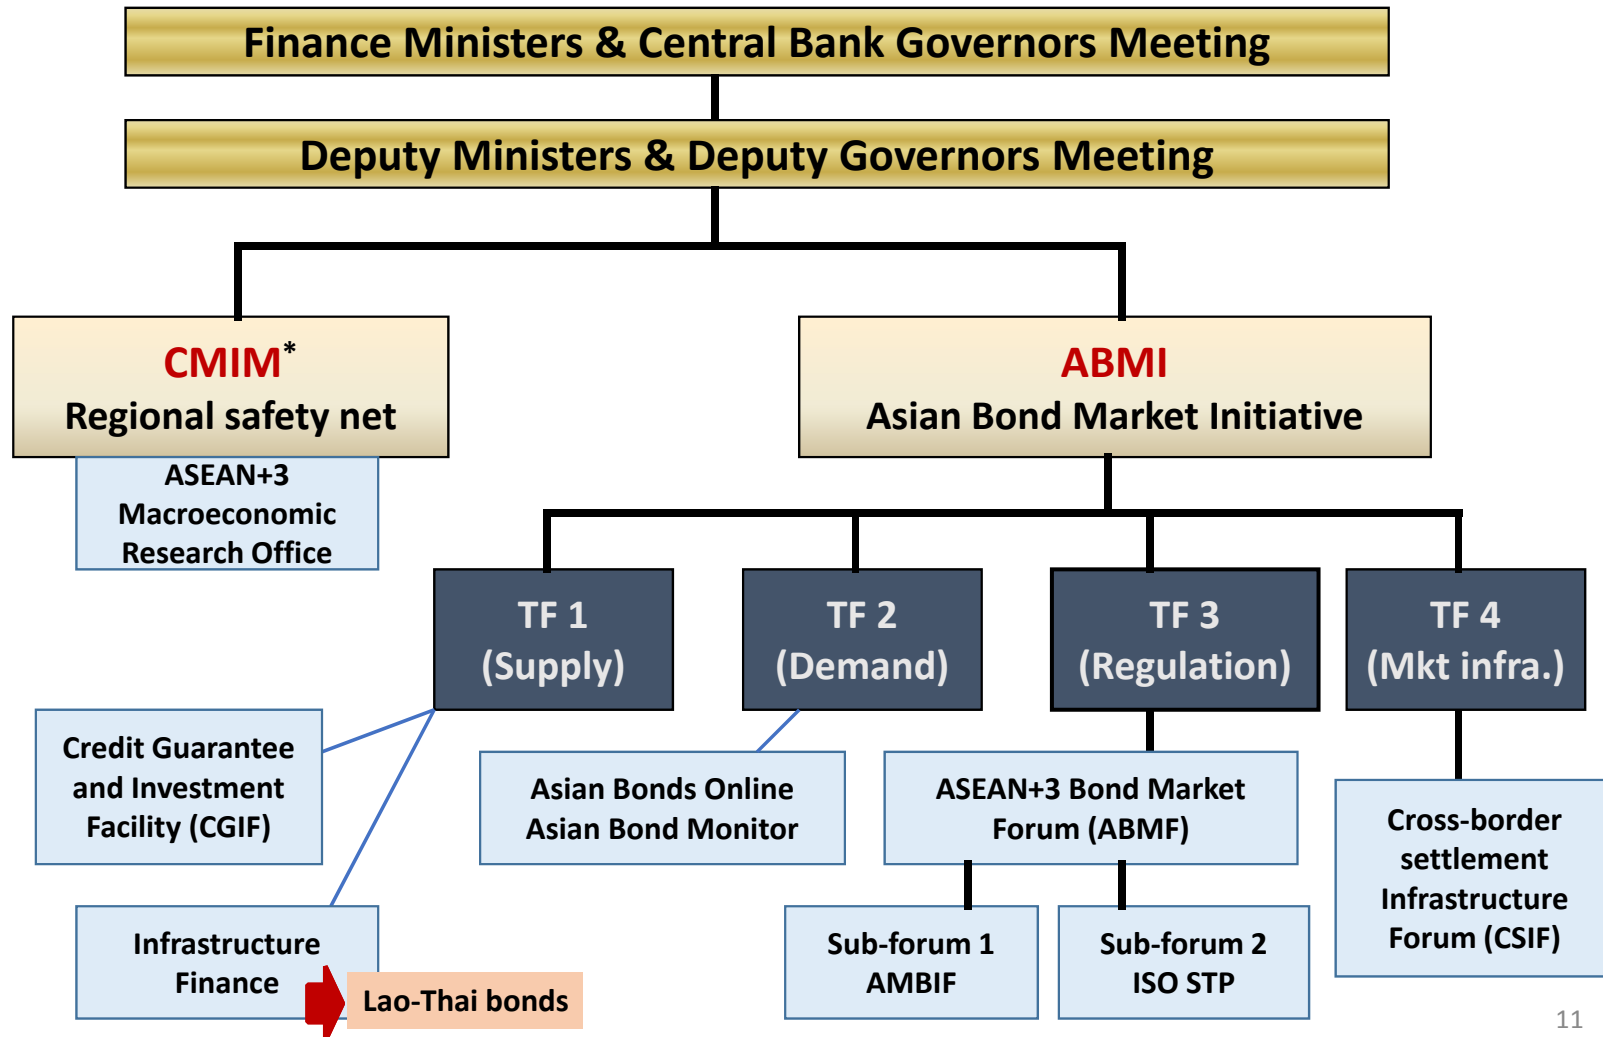 Finance Ministers & Central Bank Governors Meeting
Deputy Ministers & Deputy Governors Meeting
CMIM*
Regional safety net
ASEAN+3
Macroeconomic
Research Office
ABMI
Asian Bond Market Initiative
TF 1
(Supply)
TF 2
(Demand)
TF 3
(Regulation)
TF 4
(Mkt infra.)
Credit Guarantee
and Investment
Facility (CGIF)
Asian Bonds Online
Asian Bond Monitor
ASEAN+3 Bond Market
Forum (ABMF)
Cross-border
settlement
Infrastructure
Forum (CSIF)
Infrastructure
Finance
Lao-Thai bonds
Sub-forum 1
AMBIF
Sub-forum 2
ISO STP
11